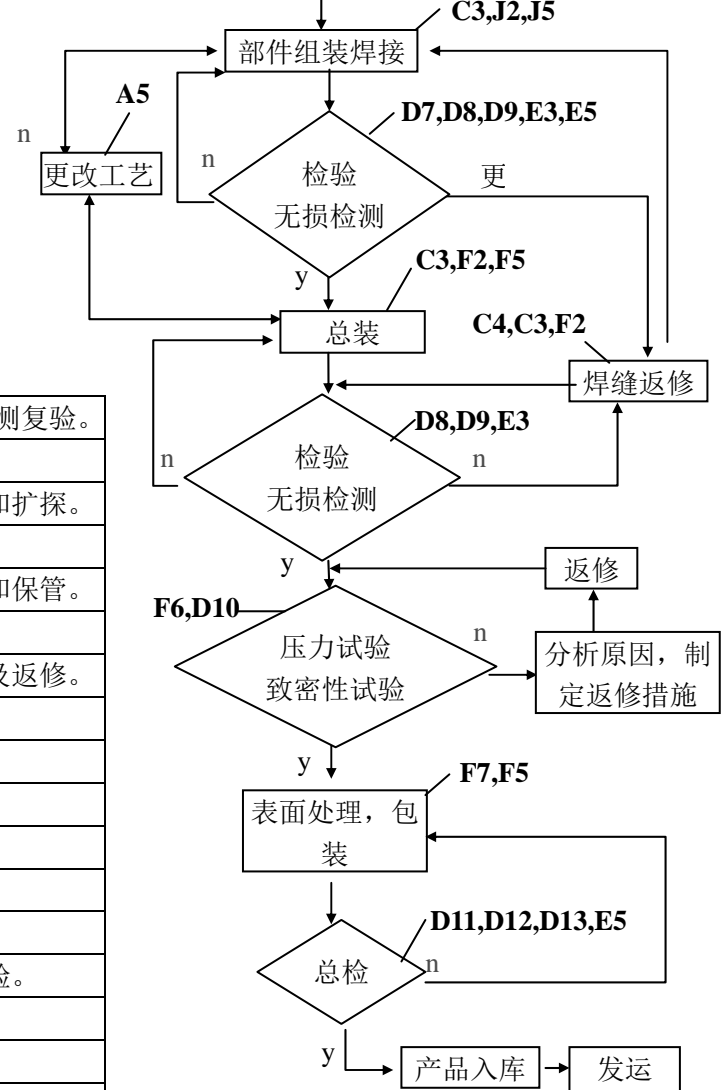 C3,J2,J5
部件组装焊接
A5
D7,D8,D9,E3,E5
n
n
更改工艺
检验
无损检测
更
C3,F2,F5
y
总装
C4,C3,F2
焊缝返修
测复验。
D8,D9,E3
n
检验
无损检测
n
和扩探。
y
返修
和保管。
F6,D10
n
压力试验
致密性试验
分析原因，制
定返修措施
及返修。
y
F7,F5
表面处理，包
装
D11,D12,D13,E5
总检
n
验。
y
产品入库
发运